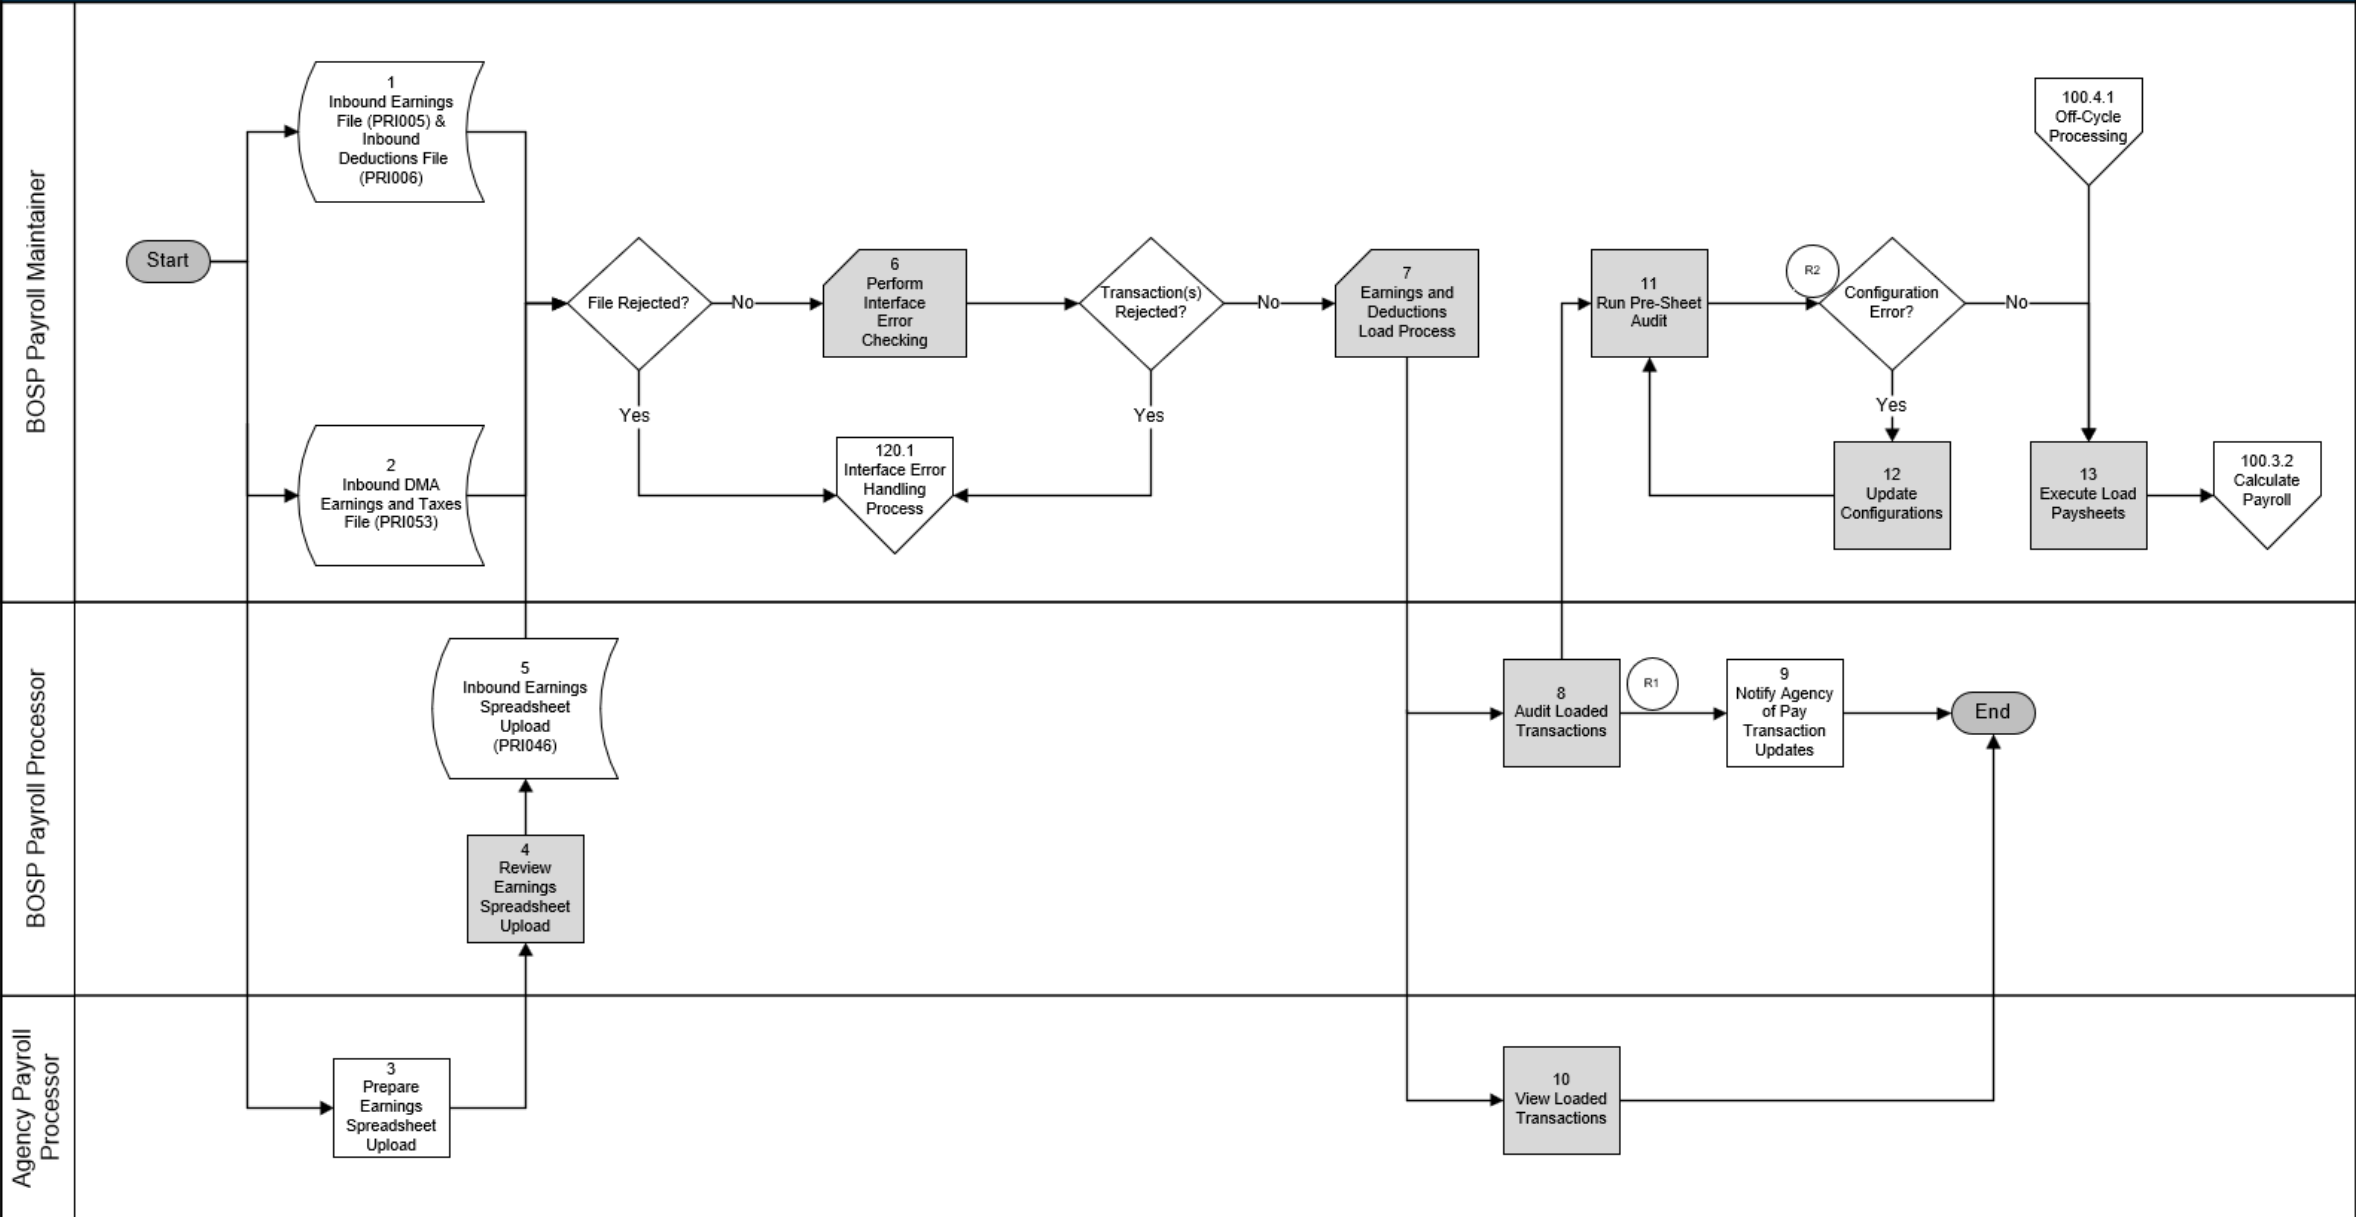 BOSP Payroll Maintainer
Start
1
Inbound Earnings
File (PRI005) &
Inbound
Deductions File
(PRI006)
2
Inbound DMA
Earnings and Taxes
File (PRI053)
File Rejected?
No
Yes
6
Perform
Interface
Error
Checking
120.1
Interface Error
Handling
Process
Transaction(s)
Rejected?
No
Yes
7
Earnings and
Deductions
Load Process
11
Run Pre-Sheet
Audit
R2
Configuration
Error?
No
Yes
12
Update
Configurations
100.4.1
Off-Cycle
Processing
13
Execute Load
Paysheets
100.3.2
Calculate
Payroll
BOSP Payroll Processor
5
Inbound Earnings
Spreadsheet
Upload
(PRI046)
4
Review
Earnings
Spreadsheet
Upload
8
Audit Loaded
Transactions
R1
9
Notify Agency
of Pay
Transaction
Updates
End
Agency Payroll
Processor
3
Prepare
Earnings
Spreadsheet
Upload
10
View Loaded
Transactions